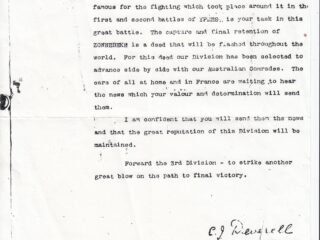 famous for the fighting which took place around it in the
first and second battles of YPRES, is your task in this
great battle. The capture and final retention of
ZONNEBEKE is a deed that will be flashed throughout the
world. For this deed our Division has been selected to
advance side by side with our Australian Comrades. The
ears of all at home and in France are waiting to hear
the news which your valour and determination will send
them.
I am confident that you will send them the news
and that the great reputation of this Division will be
maintained.
Forward the 3rd Division - to strike another
great blow on the path to final victory.
C J Deverell